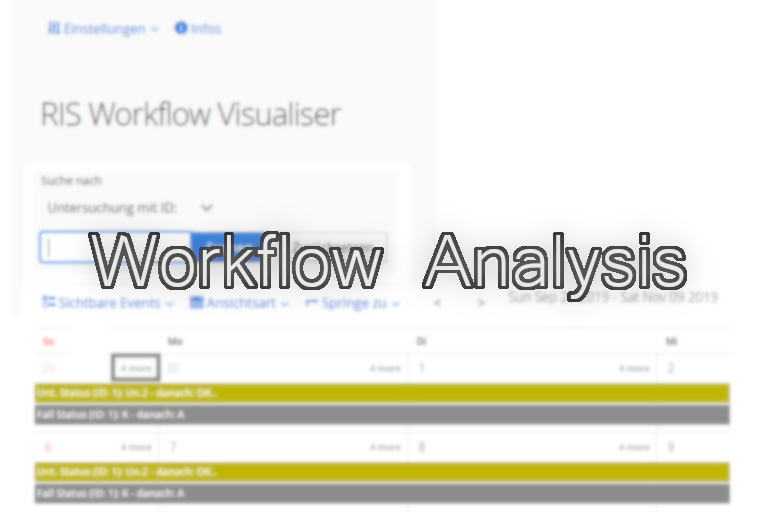 Einstellungen Infos
RIS Workflow Visualiser
Suche nach
Untersuchung mit ID:
Workflow Analysis
Sichtbare Events Ansichtsart Springe zu < > Sun Sep 2019 - Sat Nov 09 2019
So Mo Di Mi
29 4 more 30 4 more 1 4 more 2
Unt. Status (ID: 1): Un.2 - danach: OK..
Fall Status (ID: 1): K - danach: A
6 4 more 7 4 more 8 4 more 9
Unt. Status (ID: 1): Un.2 - danach: OK..
Fall Status (ID: 1): K - danach: A